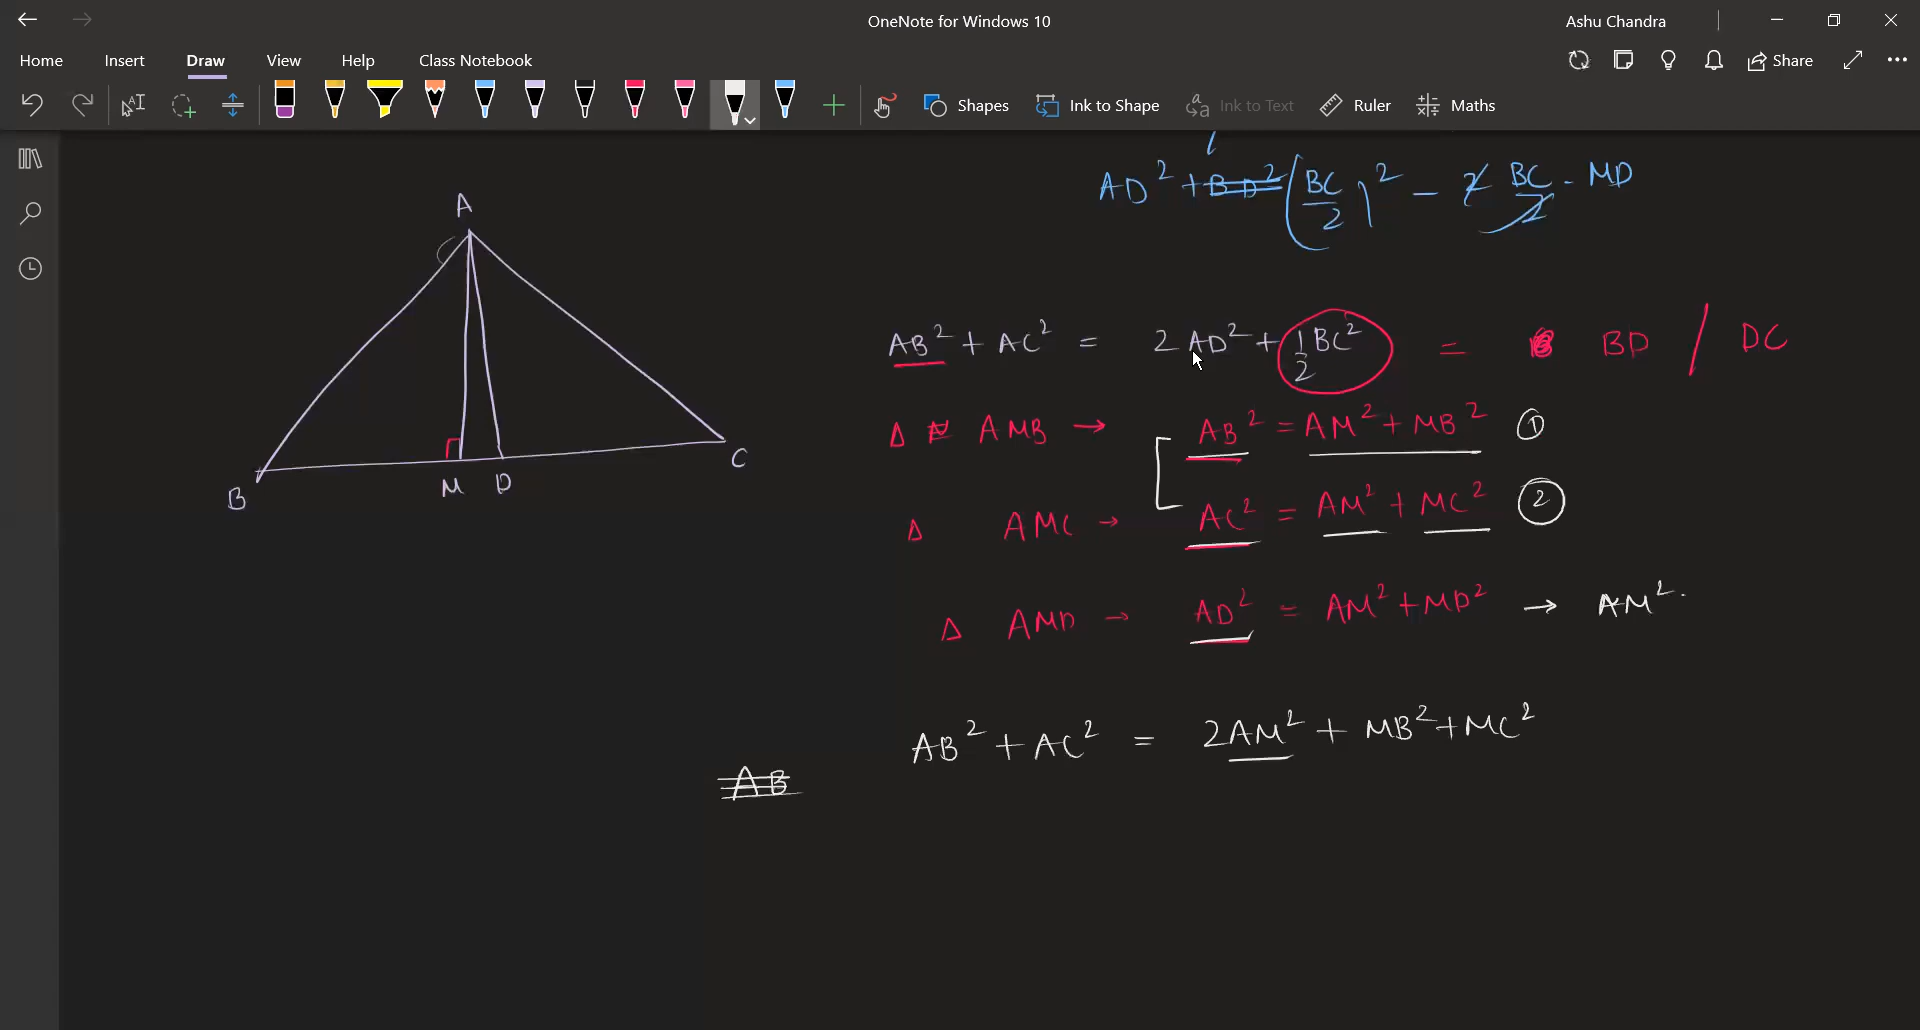 OneNote for Windows 10
Ashu Chandra
Home Insert Draw View Help Class Notebook
Share
Shapes Ink to Shape Ink to Text Ruler Maths
AD² + BD² (BC/2)² - 2 BC/2 - MD
A
B
M D
C
AB² + AC² = 2AD² + 1/2 BC² = BD / DC
Δ AMB → AB² = AM² + MB² ①
Δ AMC → AC² = AM² + MC² ②
Δ AMD → AD² = AM² + MD² → AM².
AB² + AC² = 2AM² + MB² + MC²
AB